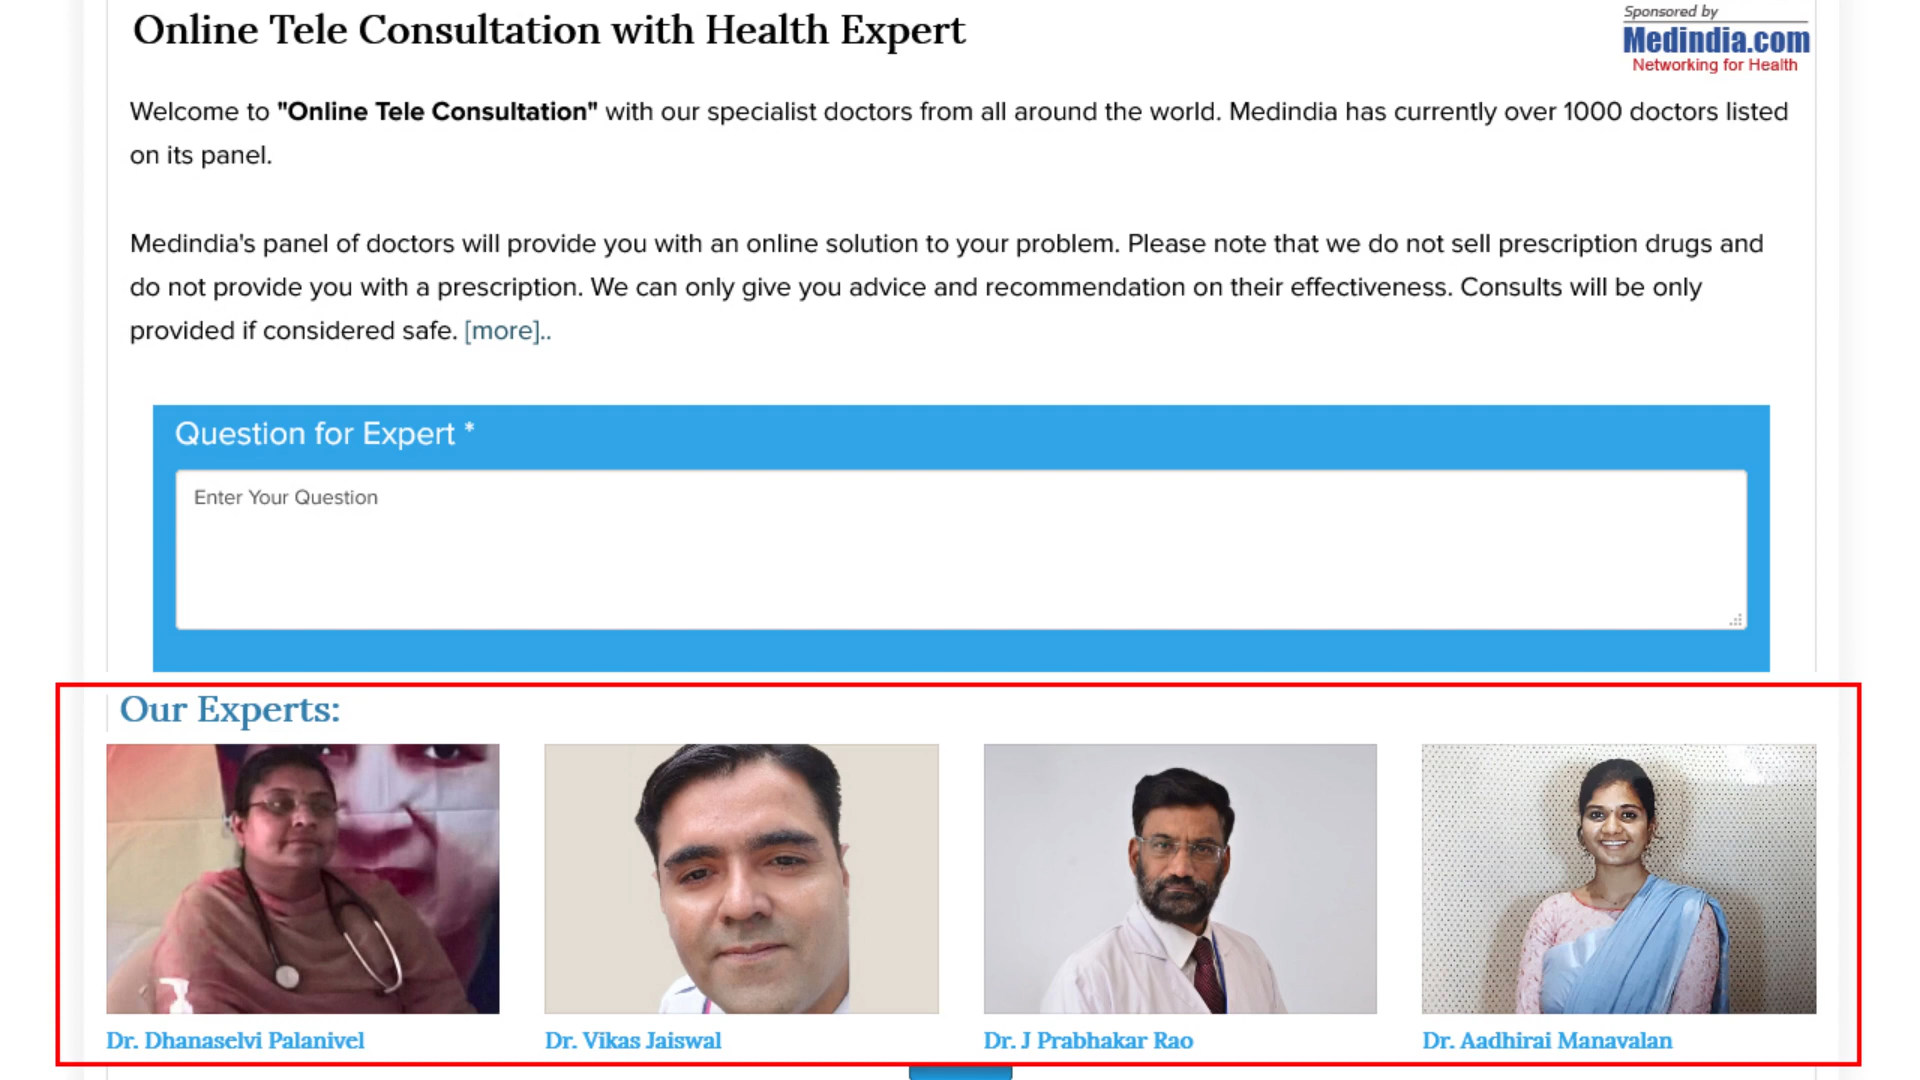 Online Tele Consultation with Health Expert
Sponsored by
Medindia.com
Networking for Health
Welcome to "Online Tele Consultation" with our specialist doctors from all around the world. Medindia has currently over 1000 doctors listed
on its panel.
Medindia's panel of doctors will provide you with an online solution to your problem. Please note that we do not sell prescription drugs and
do not provide you with a prescription. We can only give you advice and recommendation on their effectiveness. Consults will be only
provided if considered safe. [more]..
Question for Expert *
Enter Your Question
Our Experts:
Dr. Dhanaselvi Palanivel
Dr. Vikas Jaiswal
Dr. J Prabhakar Rao
Dr. Aadhirai Manavalan